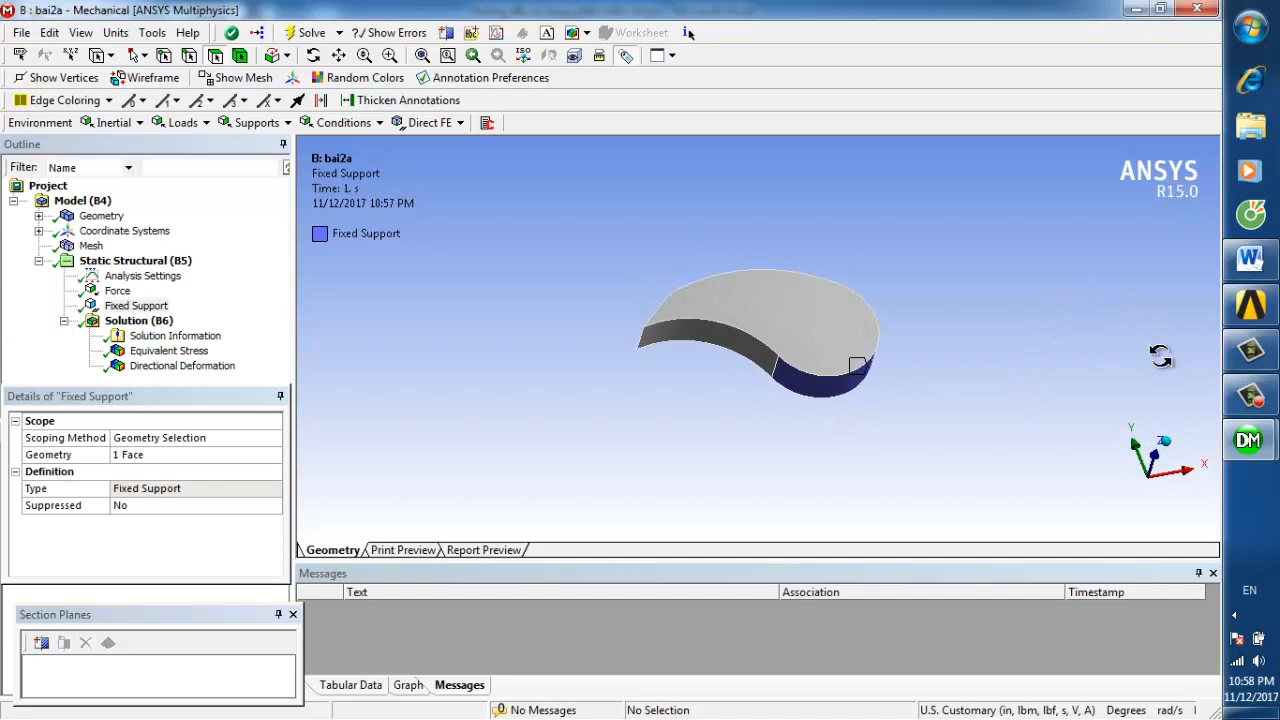 B : bai2a - Mechanical [ANSYS Multiphysics]
File Edit View Units Tools Help Solve ?/ Show Errors Worksheet
Show Vertices Wireframe Show Mesh Random Colors Annotation Preferences
Edge Coloring Thicken Annotations
Environment Inertial Loads Supports Conditions Direct FE
Outline
Filter: Name
Project
Model (B4)
Geometry
Coordinate Systems
Mesh
Static Structural (B5)
Analysis Settings
Force
Fixed Support
Solution (B6)
Solution Information
Equivalent Stress
Directional Deformation
Details of "Fixed Support"
Scope
Scoping Method Geometry Selection
Geometry 1 Face
Definition
Type Fixed Support
Suppressed No
Section Planes
B: bai2a
Fixed Support
Time: 1. s
11/12/2017 10:57 PM
Fixed Support
ANSYS
R15.0
Y
Z
X
Geometry Print Preview Report Preview
Messages
Text Association Timestamp
Tabular Data Graph Messages
0 No Messages No Selection U.S. Customary (in, lbm, lbf, s, V, A) Degrees rad/s
DM
EN
10:58 PM
11/12/2017